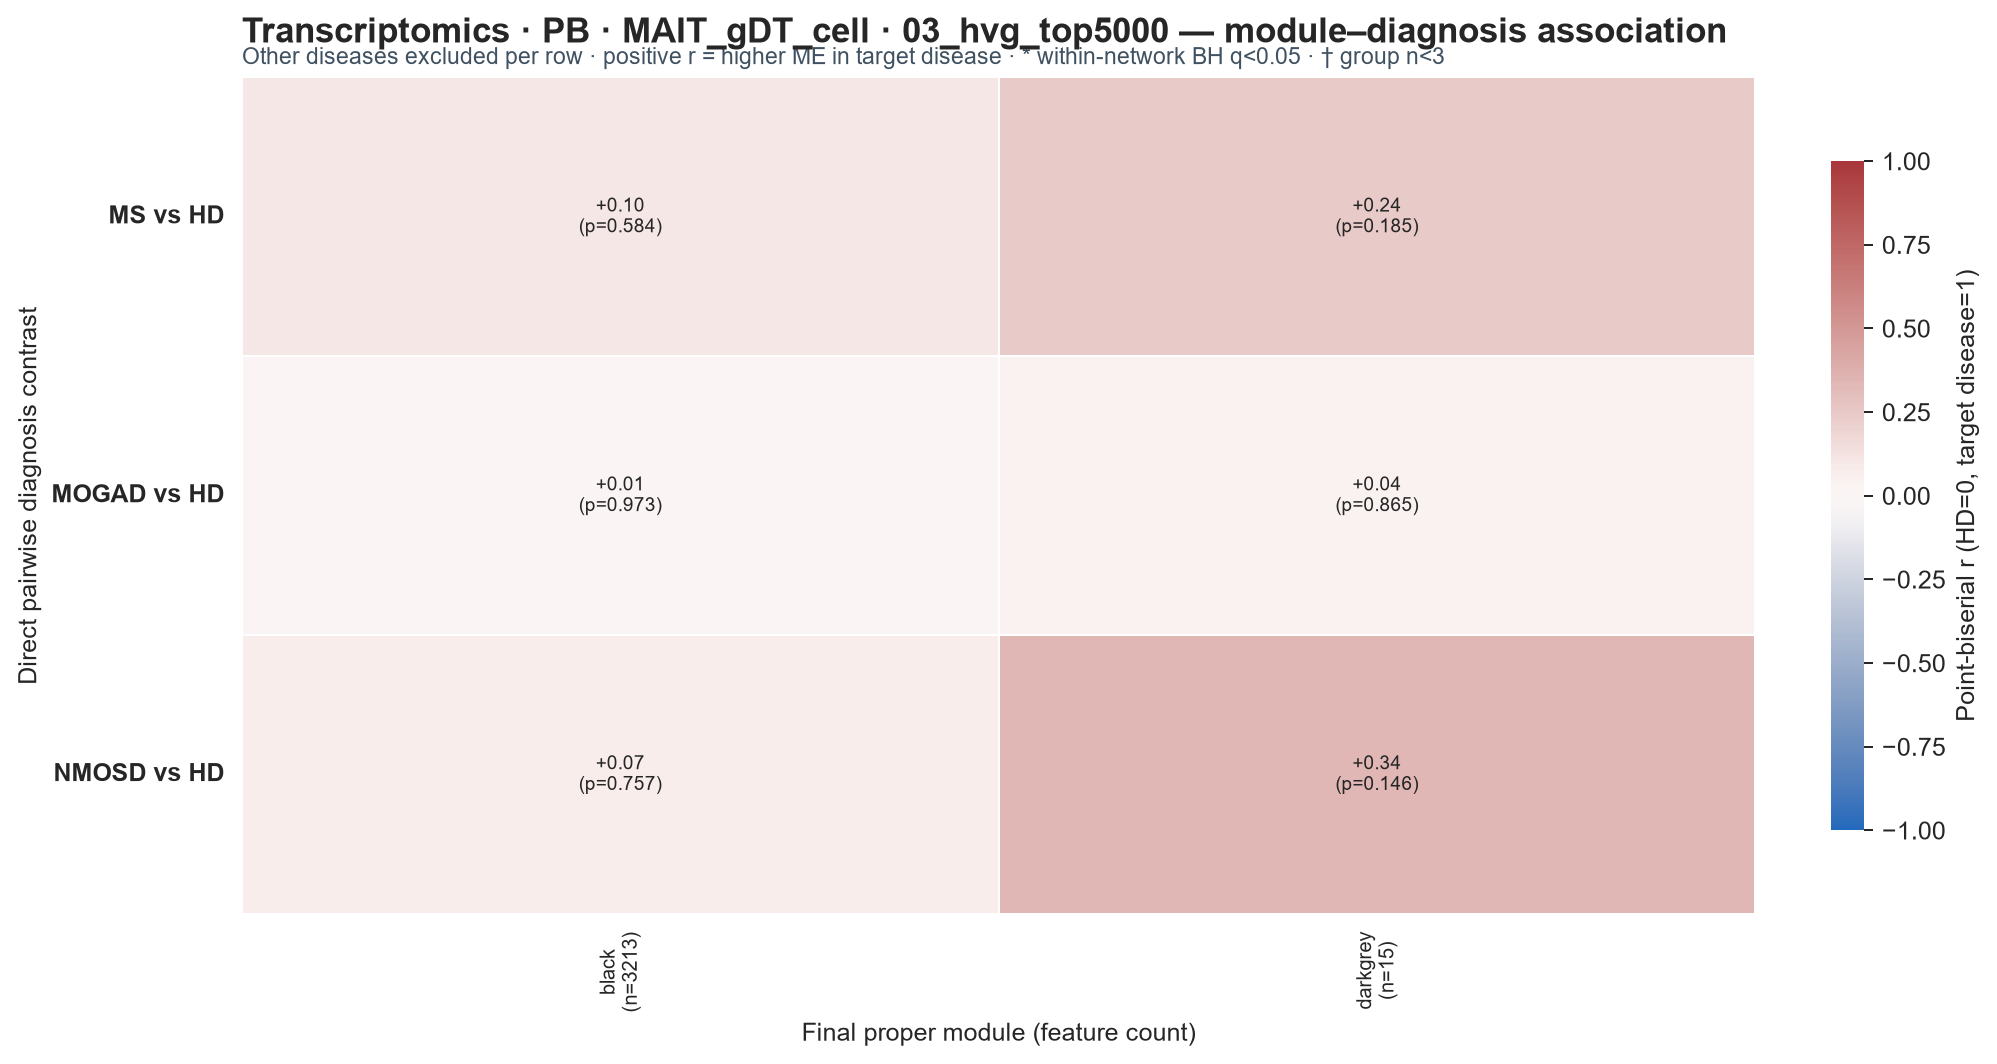 Transcriptomics · PB · MAIT_gDT_cell · 03_hvg_top5000 — module–diagnosis association
Other diseases excluded per row · positive r = higher ME in target disease · * within-network BH q<0.05 · † group n<3
Direct pairwise diagnosis contrast
MS vs HD
+0.10
(p=0.584)
+0.24
(p=0.185)
MOGAD vs HD
+0.01
(p=0.973)
+0.04
(p=0.865)
NMOSD vs HD
+0.07
(p=0.757)
+0.34
(p=0.146)
black
(n=3213)
darkgrey
(n=15)
Final proper module (feature count)
1.00
0.75
0.50
0.25
0.00
−0.25
−0.50
−0.75
−1.00
Point-biserial r (HD=0, target disease=1)